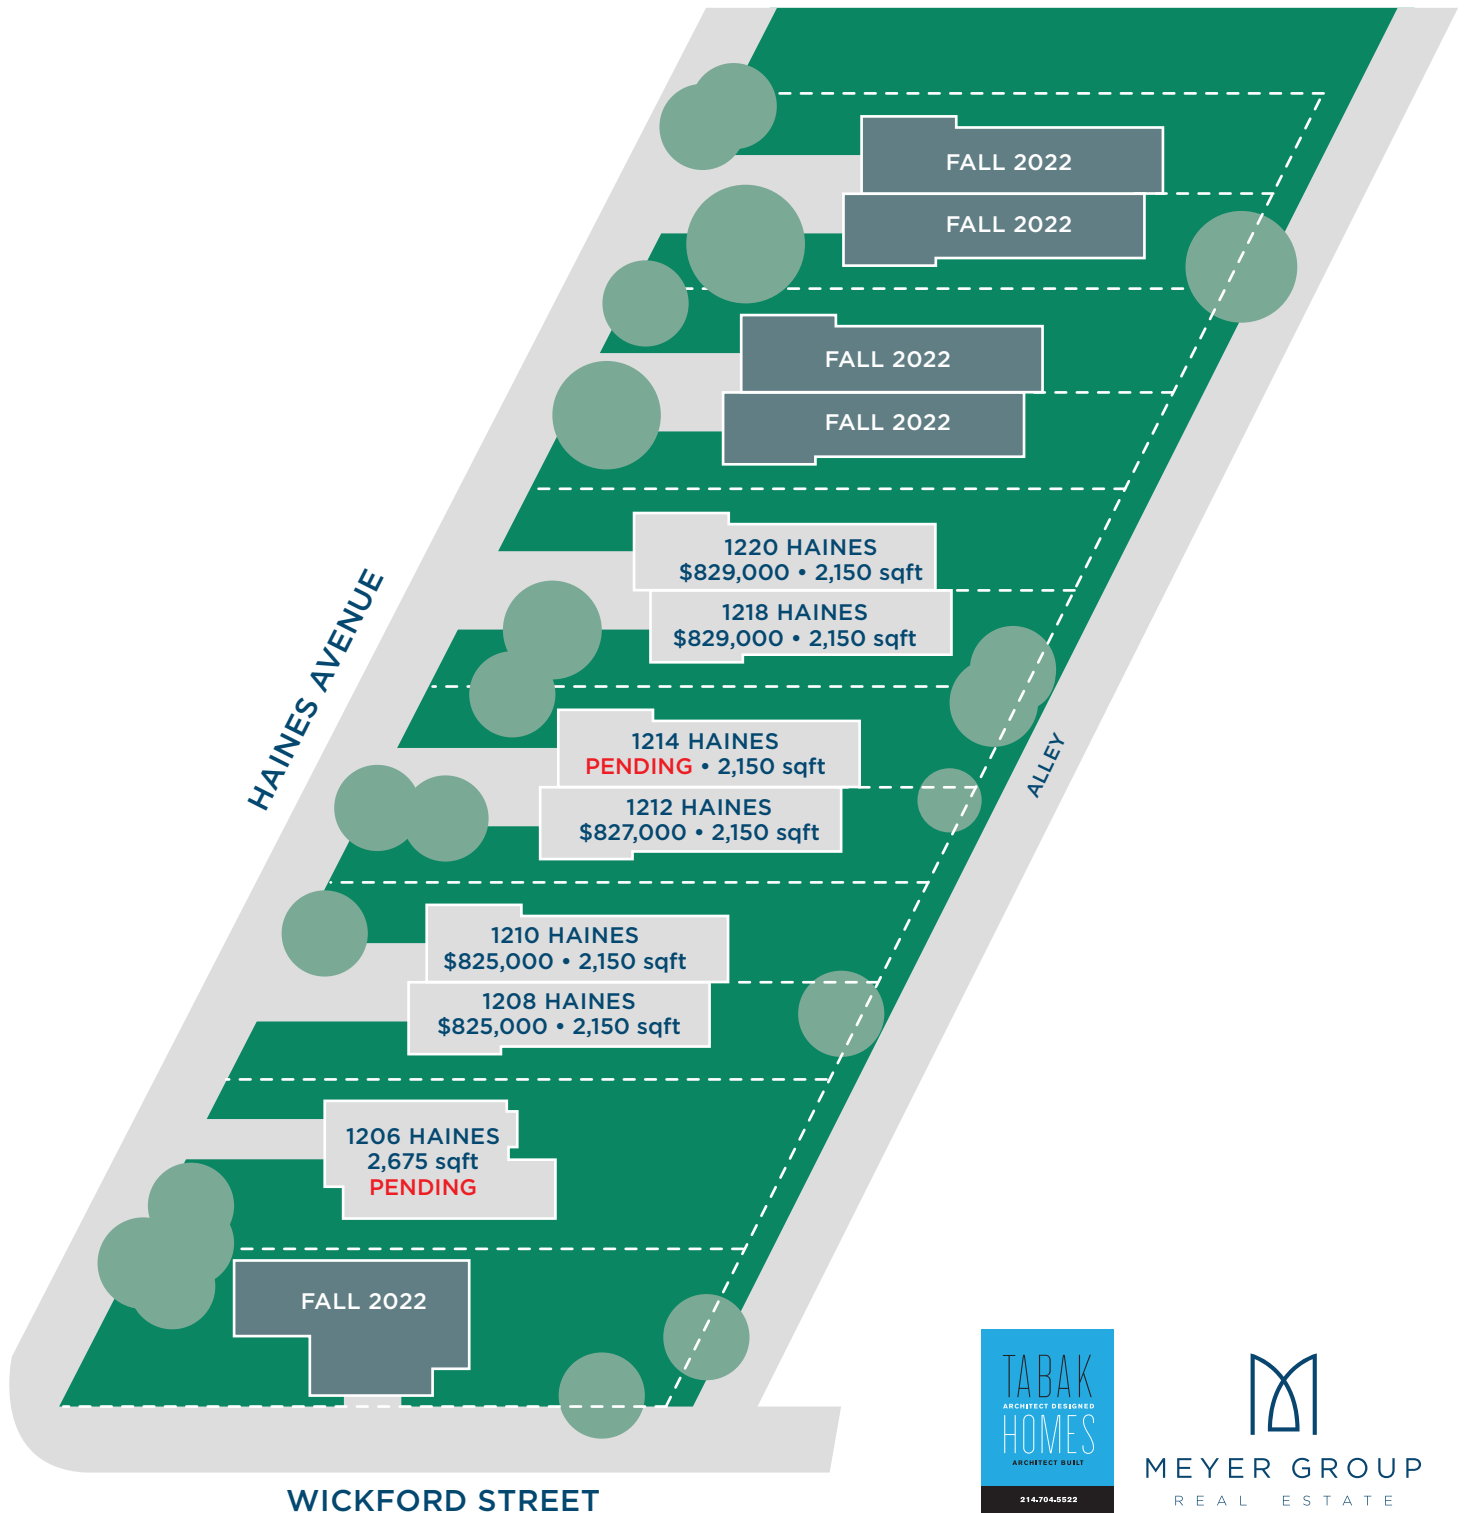 FALL 2022
FALL 2022
FALL 2022
FALL 2022
1220 HAINES
$829,000 • 2,150 sqft
1218 HAINES
$829,000 • 2,150 sqft
HAINES AVENUE
1214 HAINES
PENDING • 2,150 sqft
ALLEY
1212 HAINES
$827,000 • 2,150 sqft
1210 HAINES
$825,000 • 2,150 sqft
1208 HAINES
$825,000 • 2,150 sqft
1206 HAINES
2,675 sqft
PENDING
FALL 2022
WICKFORD STREET
TABAK
ARCHITECT DESIGNED
HOMES
ARCHITECT BUILT
214.704.5522
MEYER GROUP
REAL ESTATE